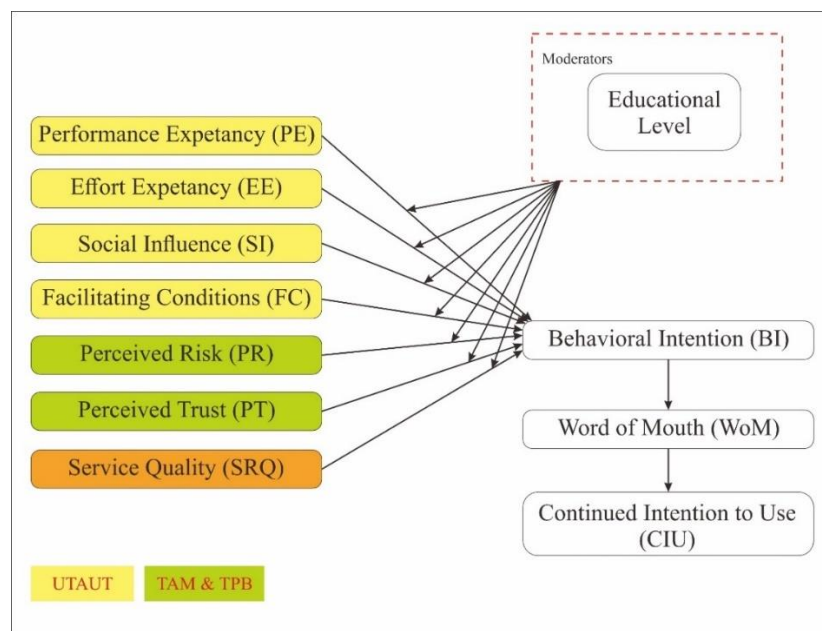 Moderators
Educational
Level
Performance Expetancy (PE)
Effort Expetancy (EE)
Social Influence (SI)
Facilitating Conditions (FC)
Perceived Risk (PR)
Perceived Trust (PT)
Service Quality (SRQ)
Behavioral Intention (BI)
Word of Mouth (WoM)
Continued Intention to Use
(CIU)
UTAUT
TAM & TPB